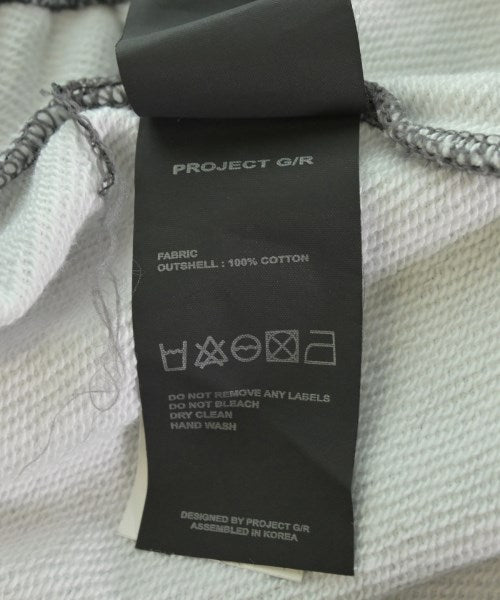 PROJECT G/R
FABRIC
OUTSHELL : 100% COTTON
DO NOT REMOVE ANY LABELS
DO NOT BLEACH
DRY CLEAN
HAND WASH
DESIGNED BY PROJECT G/R
ASSEMBLED IN KOREA